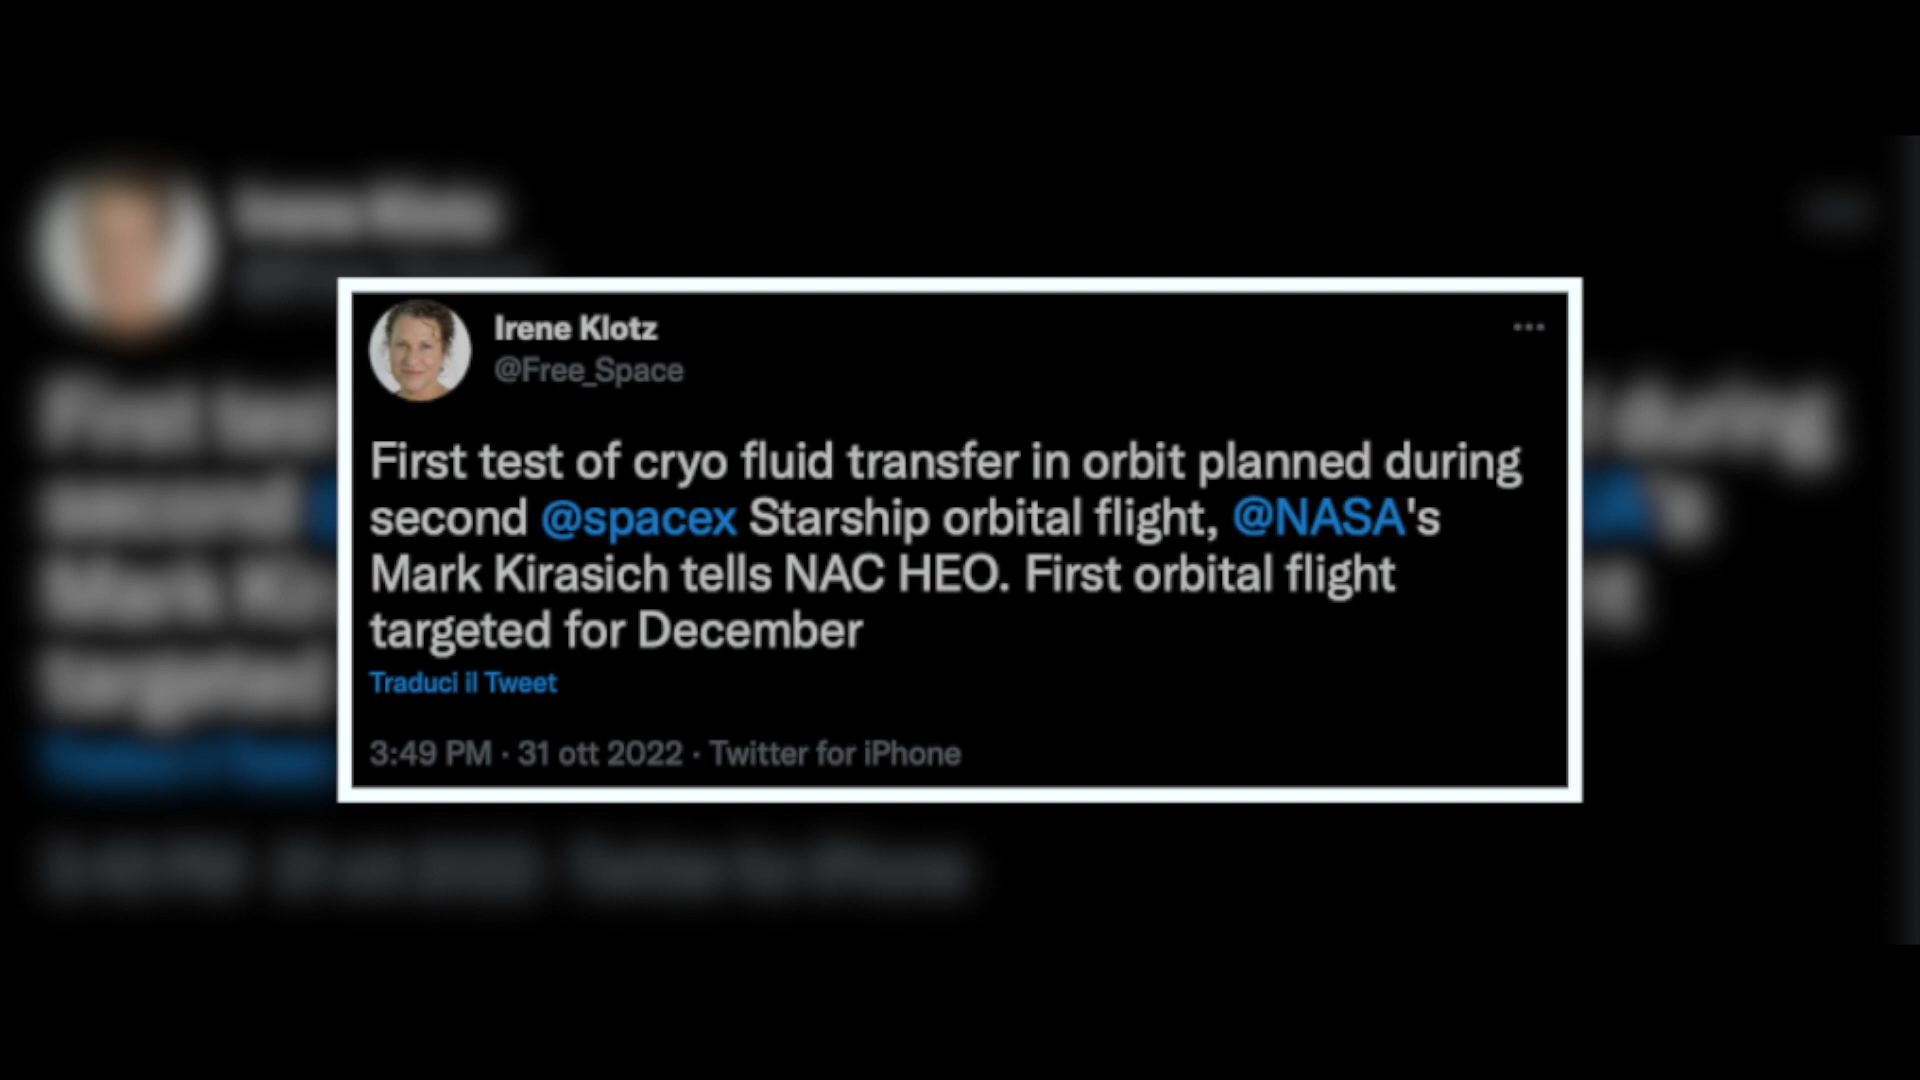 Irene Klotz
@Free_Space
First test of cryo fluid transfer in orbit planned during
second @spacex Starship orbital flight, @NASA's
Mark Kirasich tells NAC HEO. First orbital flight
targeted for December
Traduci il Tweet
3:49 PM · 31 ott 2022 · Twitter for iPhone